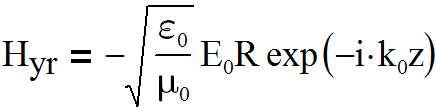 H_yr = −√(ε₀/μ₀) E₀R exp(−i·k₀z)